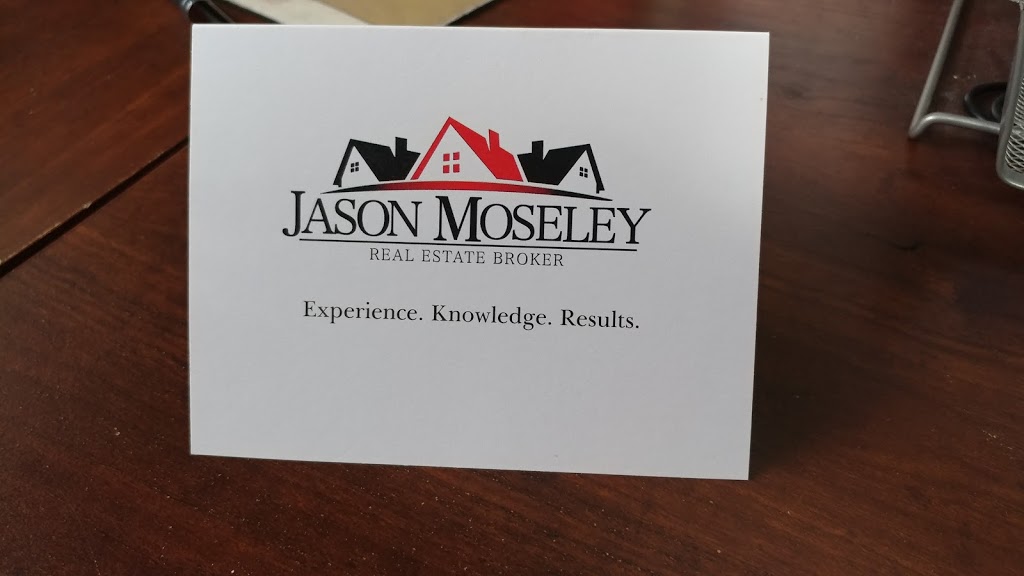 JASON MOSELEY
REAL ESTATE BROKER
Experience. Knowledge. Results.